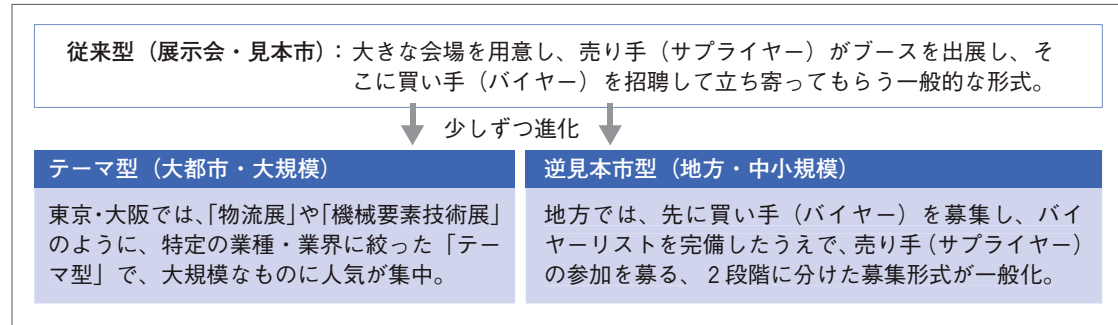 従来型（展示会・見本市）：大きな会場を用意し、売り手（サプライヤー）がブースを出展し、そ
こに買い手（バイヤー）を招聘して立ち寄ってもらう一般的な形式。
少しずつ進化
テーマ型（大都市・大規模）
東京・大阪では、「物流展」や「機械要素技術展」
のように、特定の業種・業界に絞った「テー
マ型」で、大規模なものに人気が集中。
逆見本市型（地方・中小規模）
地方では、先に買い手（バイヤー）を募集し、バイ
ヤーリストを完備したうえで、売り手（サプライヤー）
の参加を募る、２段階に分けた募集形式が一般化。